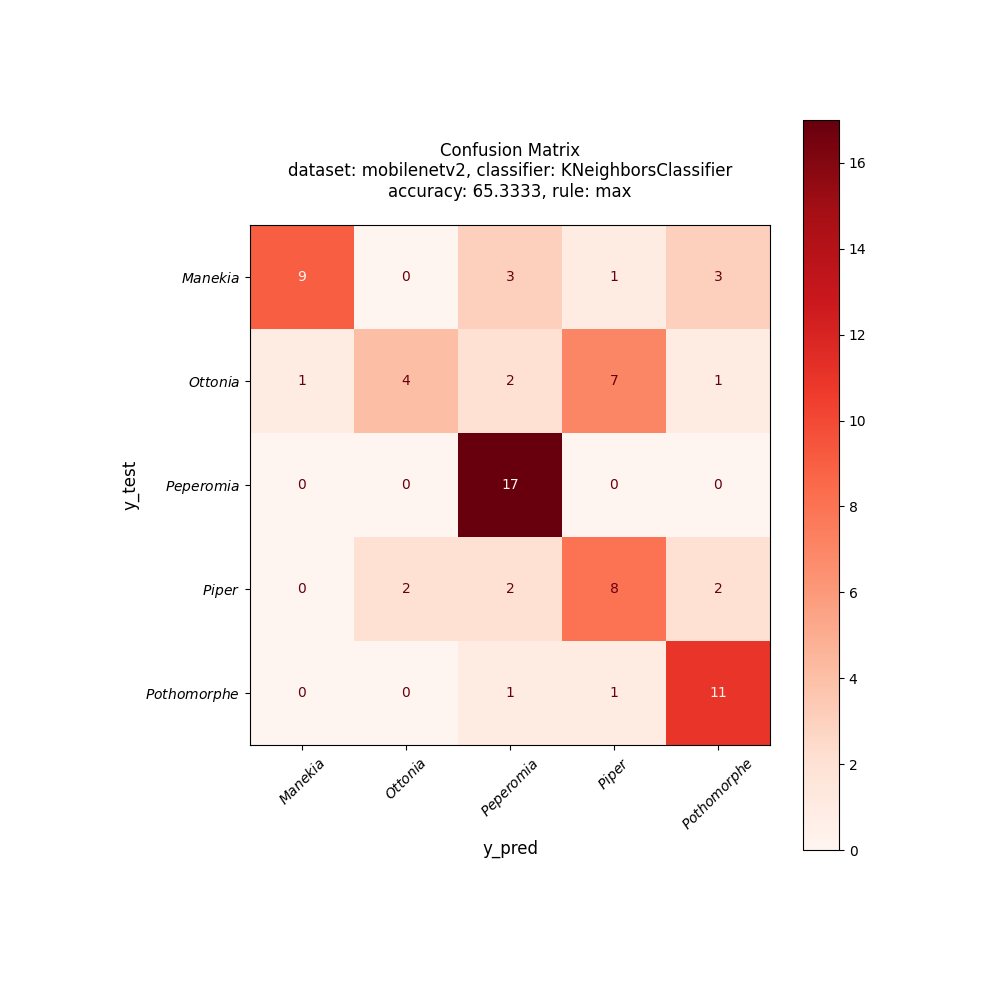 Confusion Matrix
dataset: mobilenetv2, classifier: KNeighborsClassifier
accuracy: 65.3333, rule: max
y_test
Manekia 9 0 3 1 3
Ottonia 1 4 2 7 1
Peperomia 0 0 17 0 0
Piper 0 2 2 8 2
Pothomorphe 0 0 1 1 11
Manekia Ottonia Peperomia Piper Pothomorphe
y_pred
16
14
12
10
8
6
4
2
0